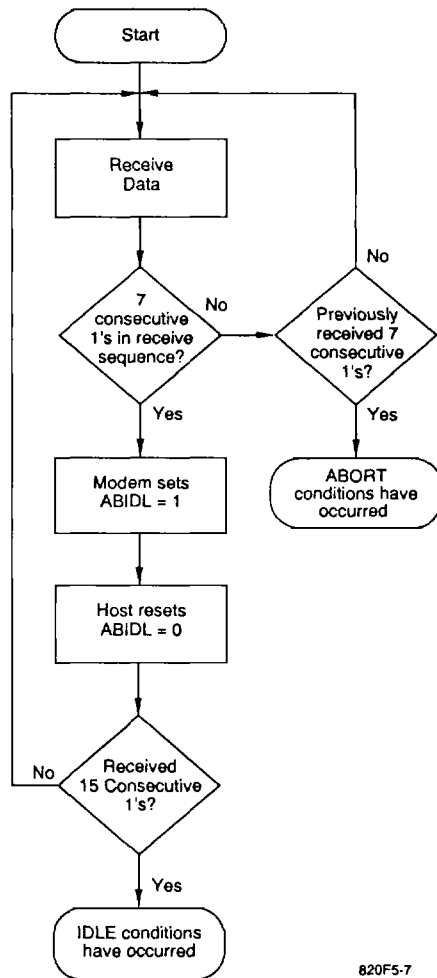 Start
Receive
Data
7
consecutive
1's in receive
sequence?
No
Previously
received 7
consecutive
1's?
No
Yes
Yes
Modem sets
ABIDL = 1
ABORT
conditions have
occurred
Host resets
ABIDL = 0
Received
15 Consecutive
1's?
No
Yes
IDLE conditions
have occurred
820F5-7